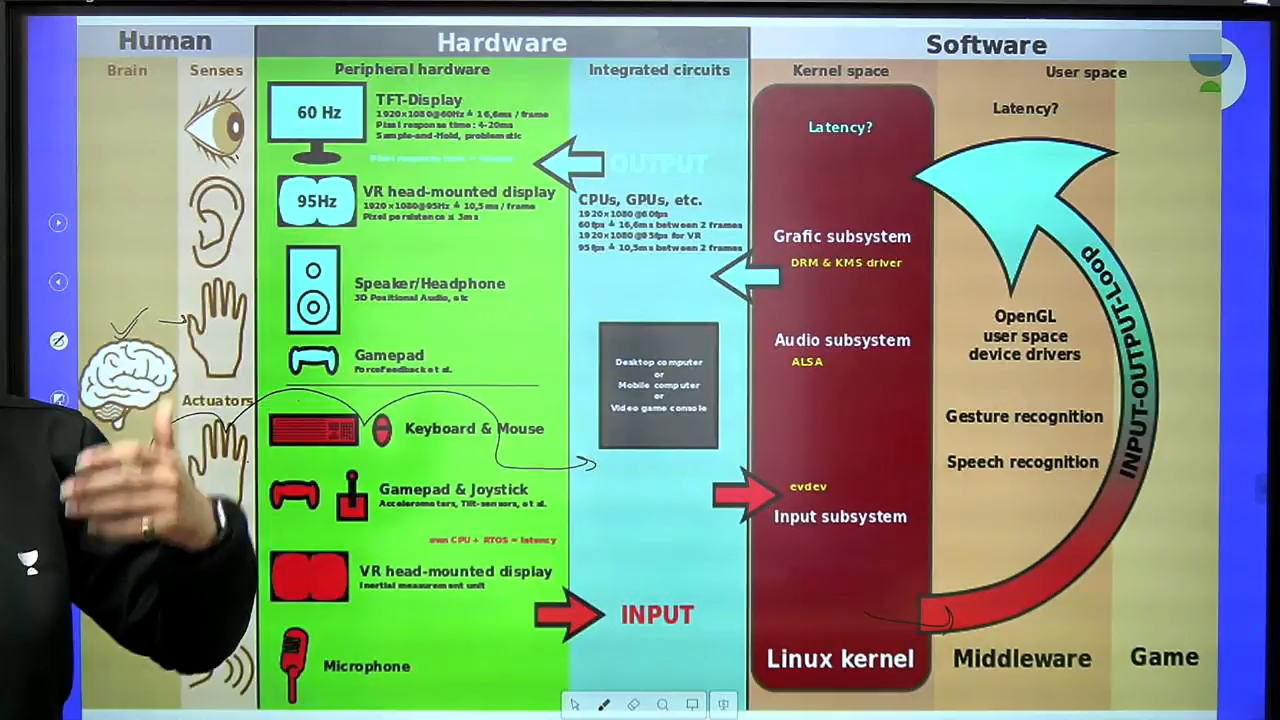 Human
Hardware
Software
Brain
Senses
Peripheral hardware
Integrated circuits
Kernel space
User space
60 Hz
TFT-Display
1920×1080@60Hz ≙ 16,6ms / frame
Pixel response time: 4-20ms
Sample-and-Hold, problematic
OUTPUT
95Hz
VR head-mounted display
1920×1080@95Hz ≙ 10,5ms / frame
Pixel persistence ≤ 3ms
CPUs, GPUs, etc.
1920×1080@60fps
60fps ≙ 16,6ms between 2 frames
1920×1080@95fps for VR
95fps ≙ 10,5ms between 2 frames
Speaker/Headphone
3D Positional Audio, etc
Gamepad
ForceFeedback et al.
Desktop computer
or
Mobile computer
or
Video game console
Actuators
Keyboard & Mouse
Gamepad & Joystick
Accelerometers, Tilt-sensors, et al.
own CPU + RTOS = latency
VR head-mounted display
Inertial measurement unit
INPUT
Microphone
Latency?
Grafic subsystem
DRM & KMS driver
Audio subsystem
ALSA
evdev
Input subsystem
Linux kernel
Latency?
OpenGL
user space
device drivers
Gesture recognition
Speech recognition
INPUT-OUTPUT-Loop
Middleware
Game